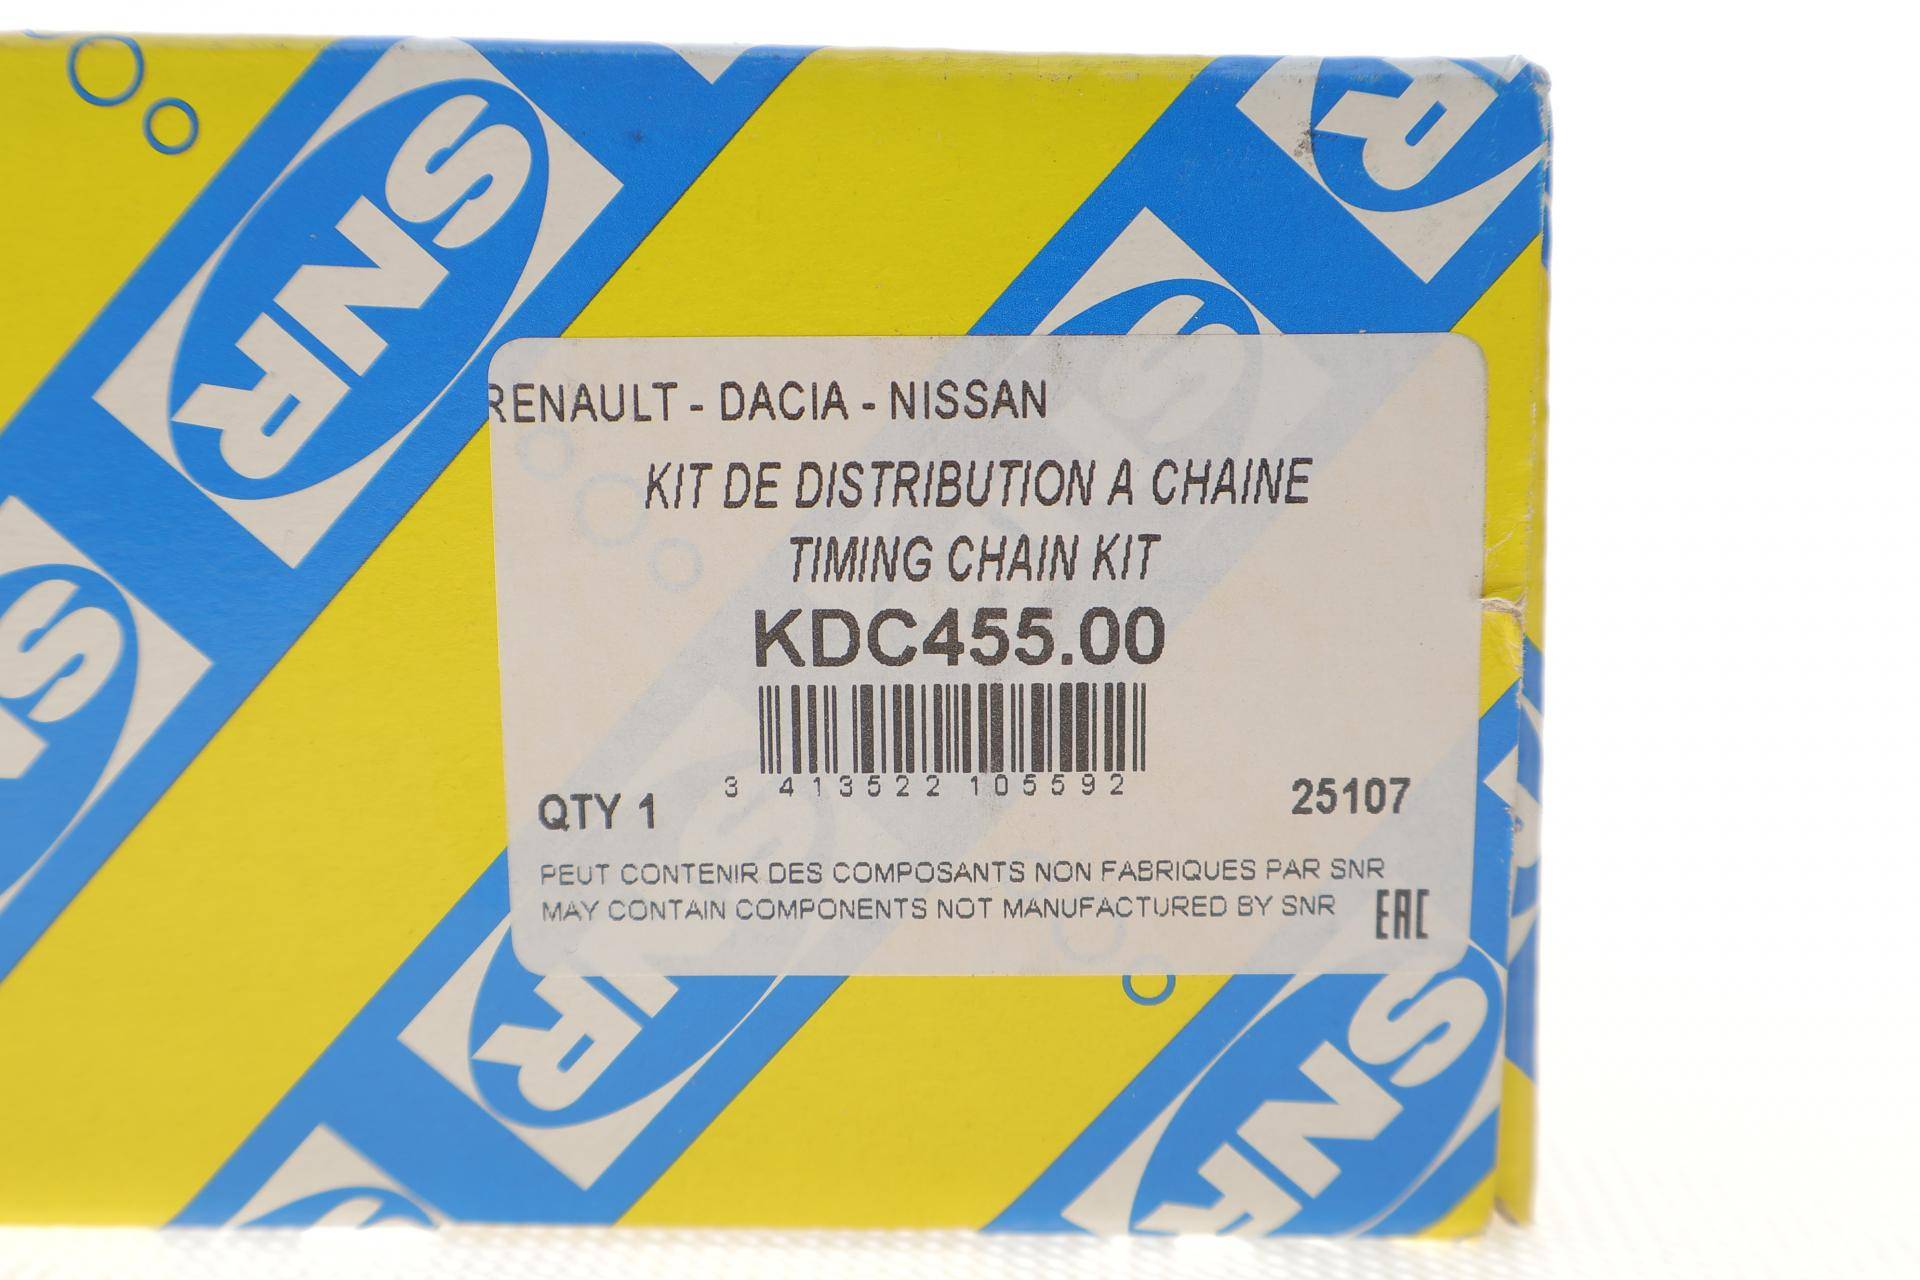 SNR
R
SNR
RENAULT - DACIA - NISSAN
KIT DE DISTRIBUTION A CHAINE
TIMING CHAIN KIT
KDC455.00
3 413522 105592
QTY 1
25107
PEUT CONTENIR DES COMPOSANTS NON FABRIQUES PAR SNR
MAY CONTAIN COMPONENTS NOT MANUFACTURED BY SNR
EAC
SNR
SNR